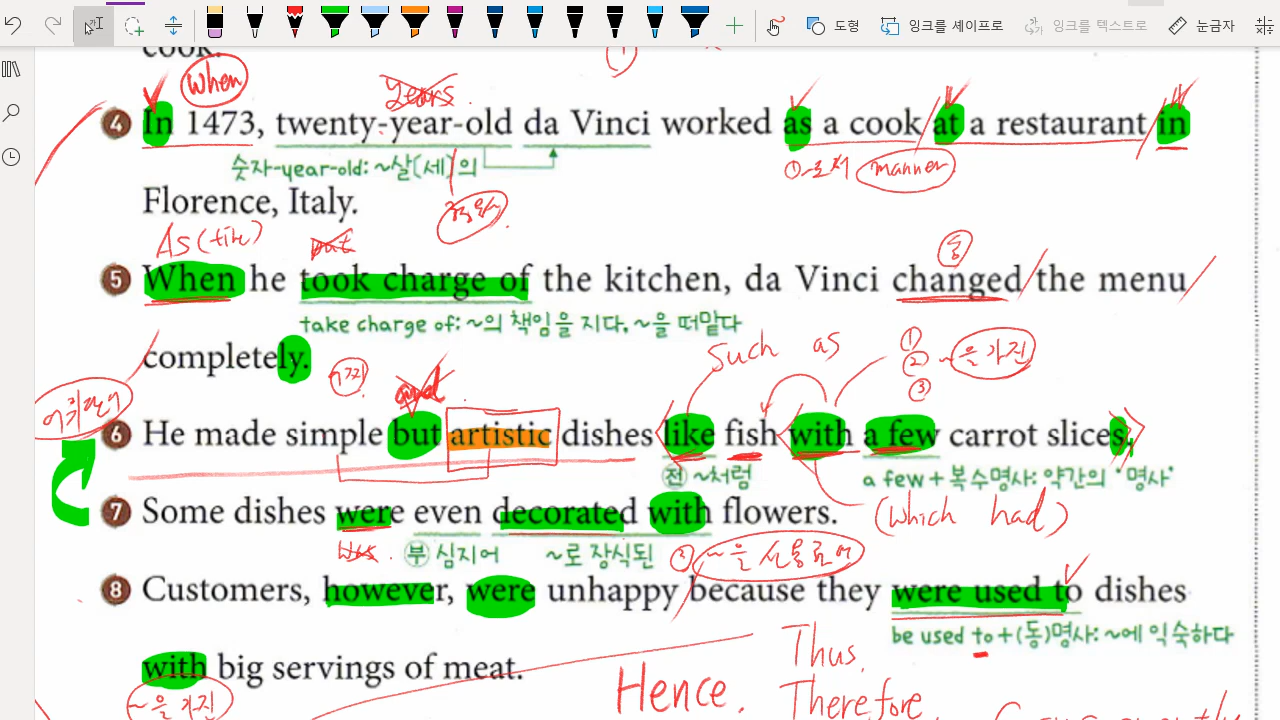 도형 잉크를 셰이프로 잉크를 텍스트로 눈금자
cook.
when years
④ In 1473, twenty-year-old da Vinci worked as a cook at a restaurant in
숫자-year-old: ~살(세)의 ①~로서 manner
Florence, Italy.
As (time) put 동
⑤ When he took charge of the kitchen, da Vinci changed the menu
take charge of: ~의 책임을 지다, ~을 떠맡다
completely.
such as ① ② ~을 가진 ③
and
⑥ He made simple but artistic dishes like fish with a few carrot slices.
전 ~처럼 a few + 복수명사: 약간의 '명사'
⑦ Some dishes were even decorated with flowers. (which had)
was 부 심지어 ~로 장식된
⑧ Customers, however, were unhappy because they were used to dishes
be used to + (동)명사: ~에 익숙하다
with big servings of meat.
~을 가진
Thus,
Hence, Therefore